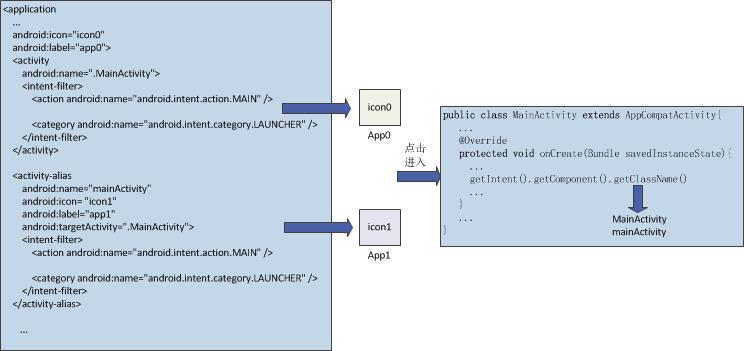 <application
...
android:icon="icon0"
android:label="app0">
<activity
android:name=".MainActivity">
<intent-filter>
<action android:name="android.intent.action.MAIN" />
<category android:name="android.intent.category.LAUNCHER" />
</intent-filter>
</activity>
<activity-alias
android:name="mainActivity"
android:icon= "icon1"
android:label="app1"
android:targetActivity=".MainActivity">
<intent-filter>
<action android:name="android.intent.action.MAIN" />
<category android:name="android.intent.category.LAUNCHER" />
</intent-filter>
</activity-alias>
...
icon0
App0
icon1
App1
点击
进入
public class MainActivity extends AppCompatActivity{
...
@Override
protected void onCreate(Bundle savedInstanceState){
...
getIntent().getComponent().getClassName()
...
}
...
}
MainActivity
mainActivity